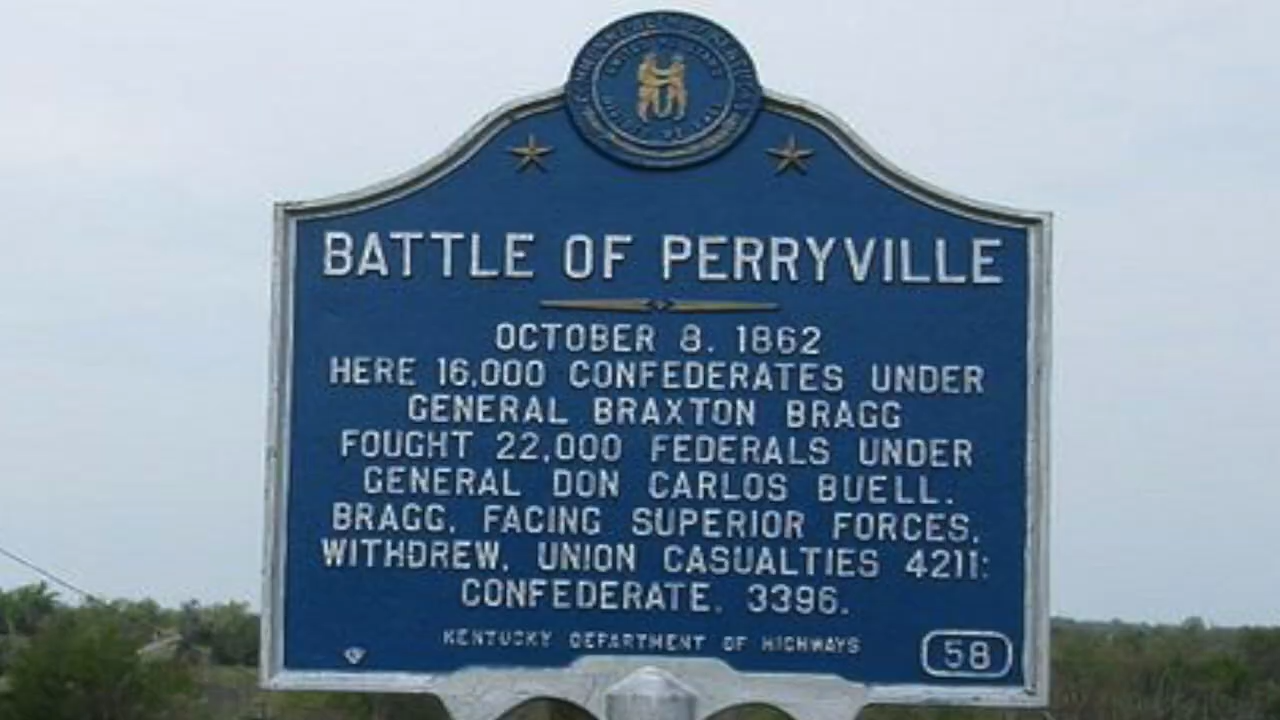 BATTLE OF PERRYVILLE
OCTOBER 8, 1862
HERE 16,000 CONFEDERATES UNDER
GENERAL BRAXTON BRAGG
FOUGHT 22,000 FEDERALS UNDER
GENERAL DON CARLOS BUELL.
BRAGG, FACING SUPERIOR FORCES,
WITHDREW. UNION CASUALTIES 4211;
CONFEDERATE, 3396.
KENTUCKY DEPARTMENT OF HIGHWAYS
58